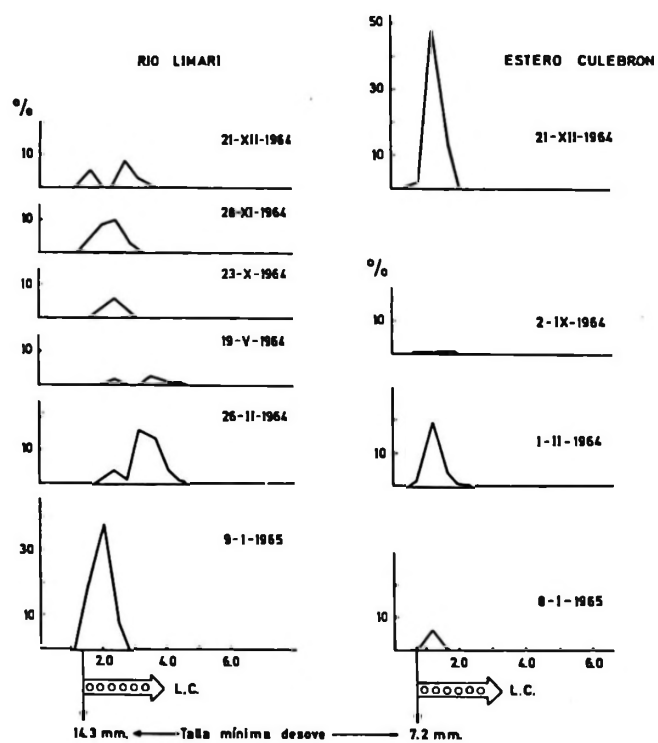 RIO LIMARI
ESTERO CULEBRON
%
10
21-XII-1964
10
28-XI-1964
10
23-X-1964
10
19-V-1964
10
26-II-1964
30
10
9-I-1965
2.0
4.0
6.0
L.C.
50
30
10
21-XII-1964
%
10
2-IX-1964
10
1-II-1964
10
8-I-1965
2.0
4.0
6.0
L.C.
14.3 mm. Talla mínima desove 7.2 mm.